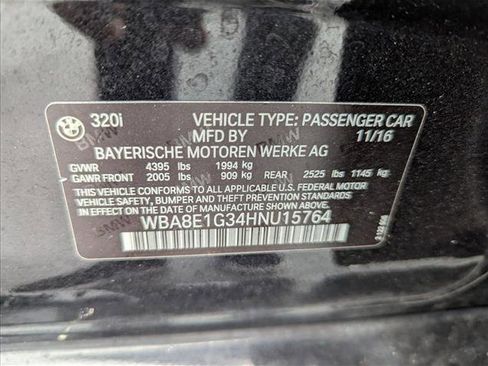 320i VEHICLE TYPE: PASSENGER CAR
MFD BY 11/16
BAYERISCHE MOTOREN WERKE AG
GVWR 4395 lbs 1994 kg
GAWR FRONT 2005 lbs 909 kg REAR 2525 lbs 1145 kg
THIS VEHICLE CONFORMS TO ALL APPLICABLE U.S. FEDERAL MOTOR
VEHICLE SAFETY, BUMPER, AND THEFT PREVENTION STANDARDS
IN EFFECT ON THE DATE OF MANUFACTURE SHOWN ABOVE.
WBA8E1G34HNU15764